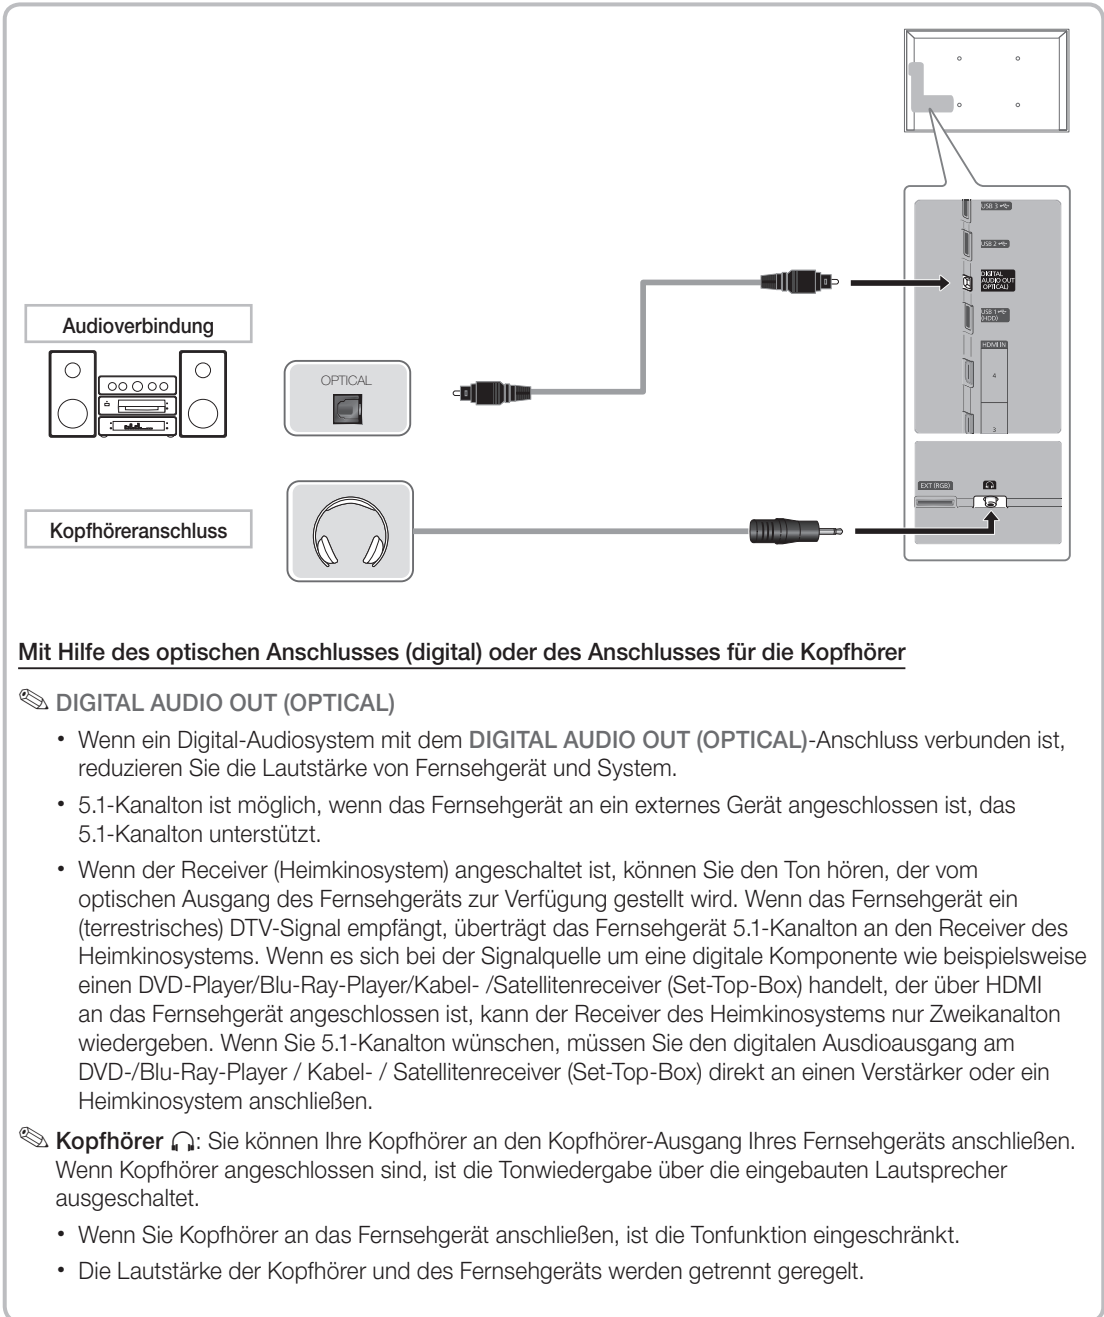 USB 3
USB 2
DIGITAL
AUDIO OUT
(OPTICAL)
USB 1
(HDD)
HDMI IN
4
3
Audioverbindung
OPTICAL
EXT (RGB)
Kopfhöreranschluss
Mit Hilfe des optischen Anschlusses (digital) oder des Anschlusses für die Kopfhörer
DIGITAL AUDIO OUT (OPTICAL)
• Wenn ein Digital-Audiosystem mit dem DIGITAL AUDIO OUT (OPTICAL)-Anschluss verbunden ist,
reduzieren Sie die Lautstärke von Fernsehgerät und System.
• 5.1-Kanalton ist möglich, wenn das Fernsehgerät an ein externes Gerät angeschlossen ist, das
5.1-Kanalton unterstützt.
• Wenn der Receiver (Heimkinosystem) angeschaltet ist, können Sie den Ton hören, der vom
optischen Ausgang des Fernsehgeräts zur Verfügung gestellt wird. Wenn das Fernsehgerät ein
(terrestrisches) DTV-Signal empfängt, überträgt das Fernsehgerät 5.1-Kanalton an den Receiver des
Heimkinosystems. Wenn es sich bei der Signalquelle um eine digitale Komponente wie beispielsweise
einen DVD-Player/Blu-Ray-Player/Kabel- /Satellitenreceiver (Set-Top-Box) handelt, der über HDMI
an das Fernsehgerät angeschlossen ist, kann der Receiver des Heimkinosystems nur Zweikanalton
wiedergeben. Wenn Sie 5.1-Kanalton wünschen, müssen Sie den digitalen Ausdioausgang am
DVD-/Blu-Ray-Player / Kabel- / Satellitenreceiver (Set-Top-Box) direkt an einen Verstärker oder ein
Heimkinosystem anschließen.
Kopfhörer : Sie können Ihre Kopfhörer an den Kopfhörer-Ausgang Ihres Fernsehgeräts anschließen.
Wenn Kopfhörer angeschlossen sind, ist die Tonwiedergabe über die eingebauten Lautsprecher
ausgeschaltet.
• Wenn Sie Kopfhörer an das Fernsehgerät anschließen, ist die Tonfunktion eingeschränkt.
• Die Lautstärke der Kopfhörer und des Fernsehgeräts werden getrennt geregelt.